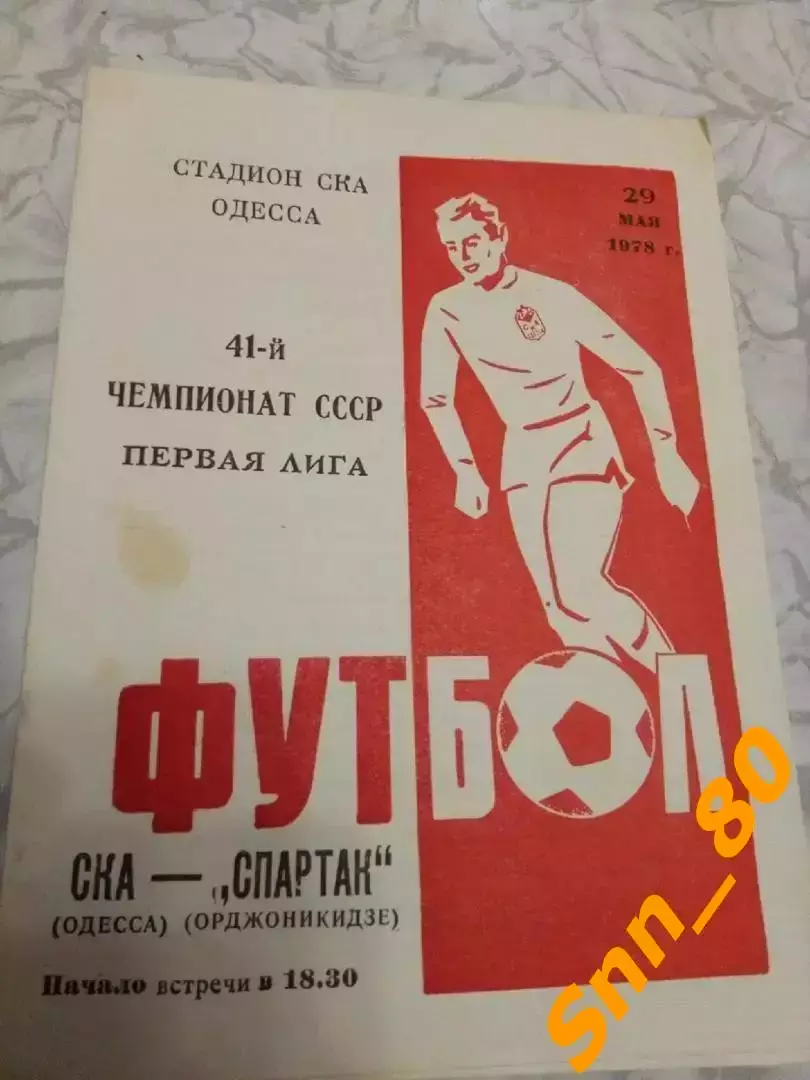 СТАДИОН СКА
ОДЕССА
29
МАЯ
1978 г.
41-й
ЧЕМПИОНАТ СССР
ПЕРВАЯ ЛИГА
СКА
ФУТБОЛ
СКА — „СПАРТАК“
(ОДЕССА) (ОРДЖОНИКИДЗЕ)
Начало встречи в 18.30
Snn_80